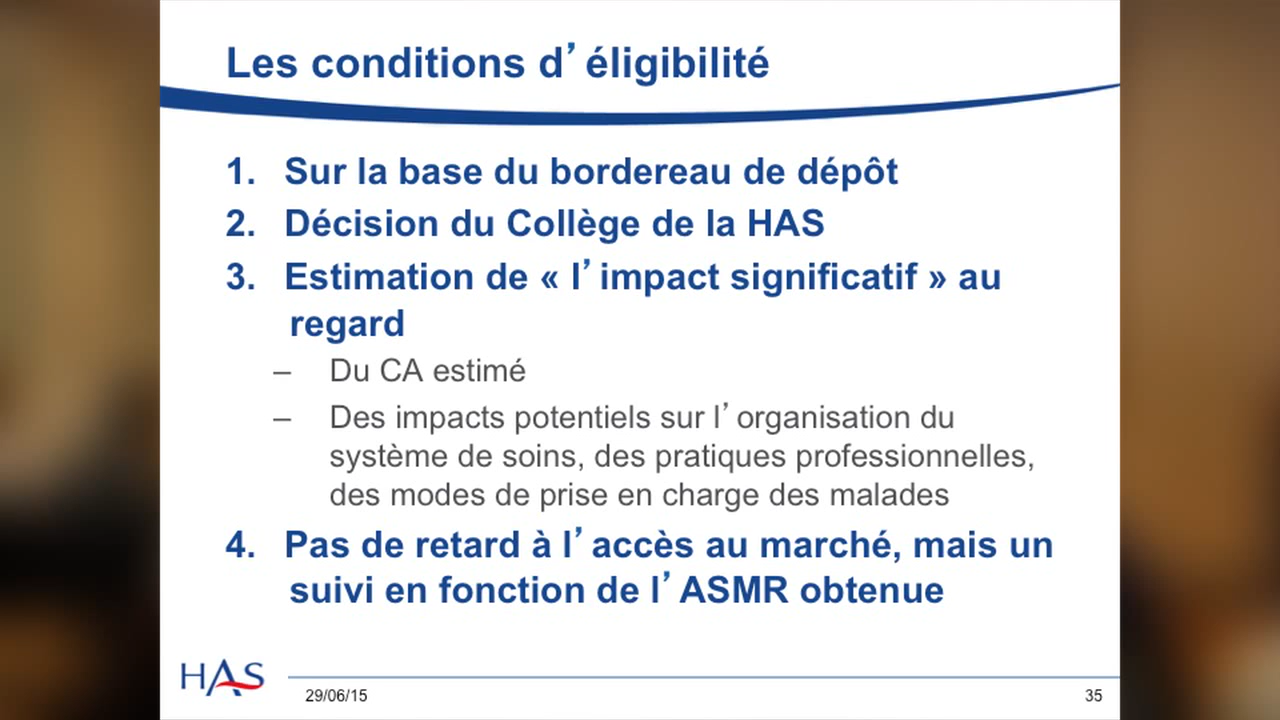 Les conditions d’éligibilité
1. Sur la base du bordereau de dépôt
2. Décision du Collège de la HAS
3. Estimation de « l’impact significatif » au
regard
– Du CA estimé
– Des impacts potentiels sur l’organisation du
système de soins, des pratiques professionnelles,
des modes de prise en charge des malades
4. Pas de retard à l’accès au marché, mais un
suivi en fonction de l’ASMR obtenue
HAS
29/06/15
35